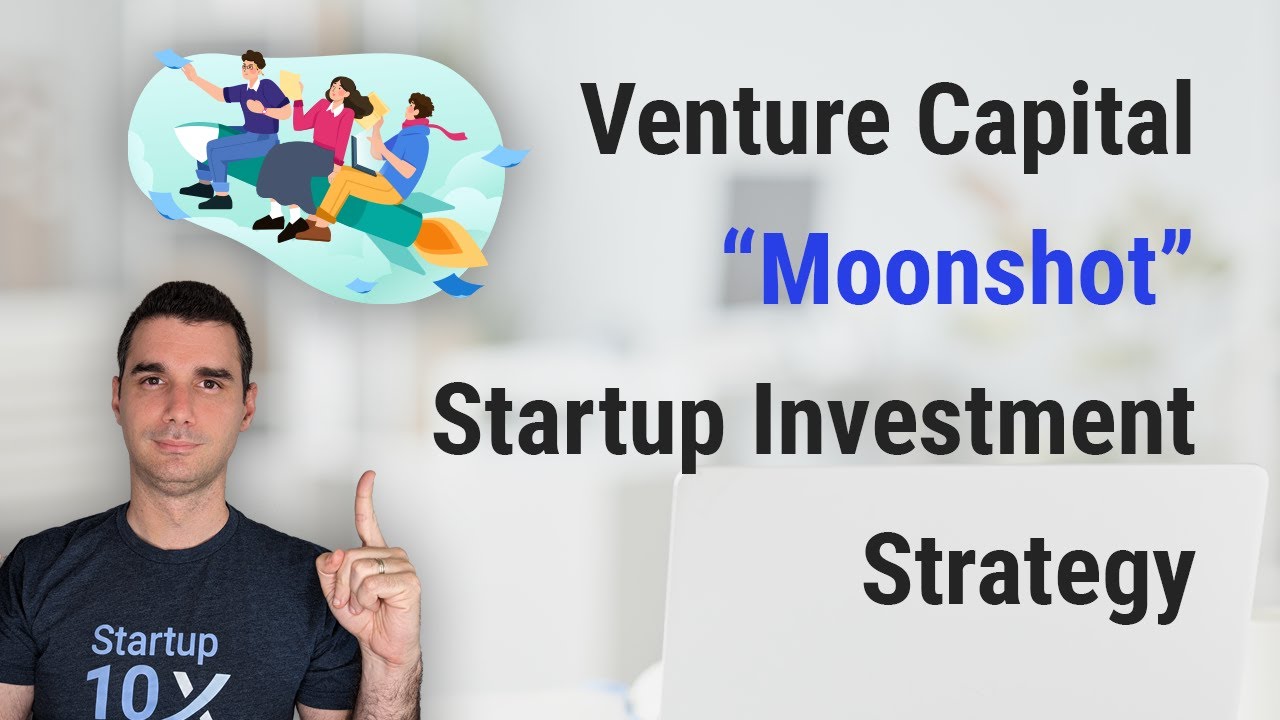 Venture Capital
“Moonshot”
Startup Investment
Strategy
Startup
10X